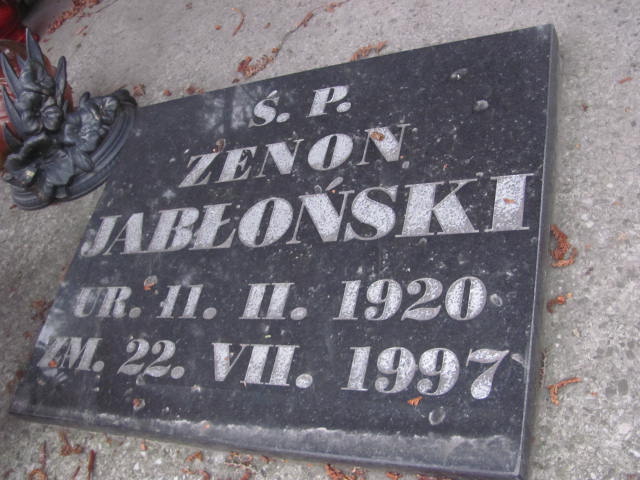 Ś. P.
ZENON
JABŁOŃSKI
UR. 11. II. 1920
ZM. 22. VII. 1997